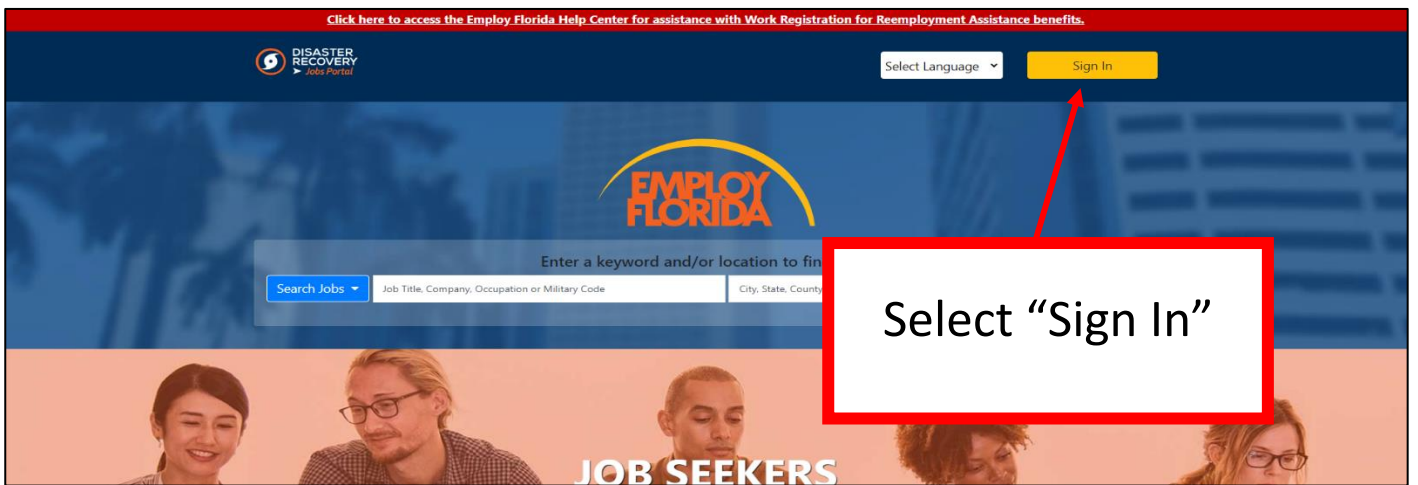 Click here to access the Employ Florida Help Center for assistance with Work Registration for Reemployment Assistance benefits.
DISASTER
RECOVERY
➤ Jobs Portal
Select Language
Sign In
EMPLOY
FLORIDA
Enter a keyword and/or location to fin
Search Jobs
Job Title, Company, Occupation or Military Code
City, State, County
Select “Sign In”
JOB SEEKERS